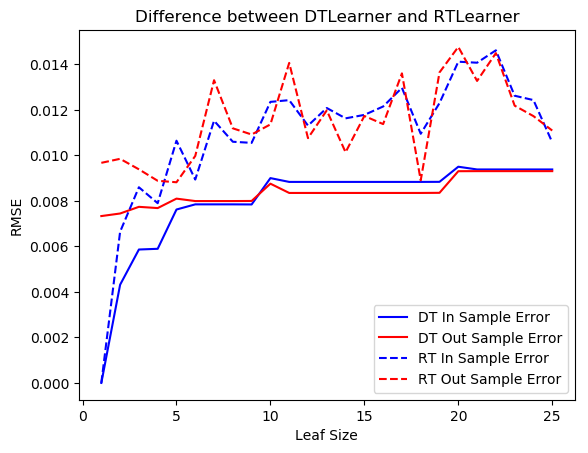 Difference between DTLearner and RTLearner
RMSE
0.014
0.012
0.010
0.008
0.006
0.004
0.002
0.000
0
5
10
15
20
25
Leaf Size
DT In Sample Error
DT Out Sample Error
RT In Sample Error
RT Out Sample Error